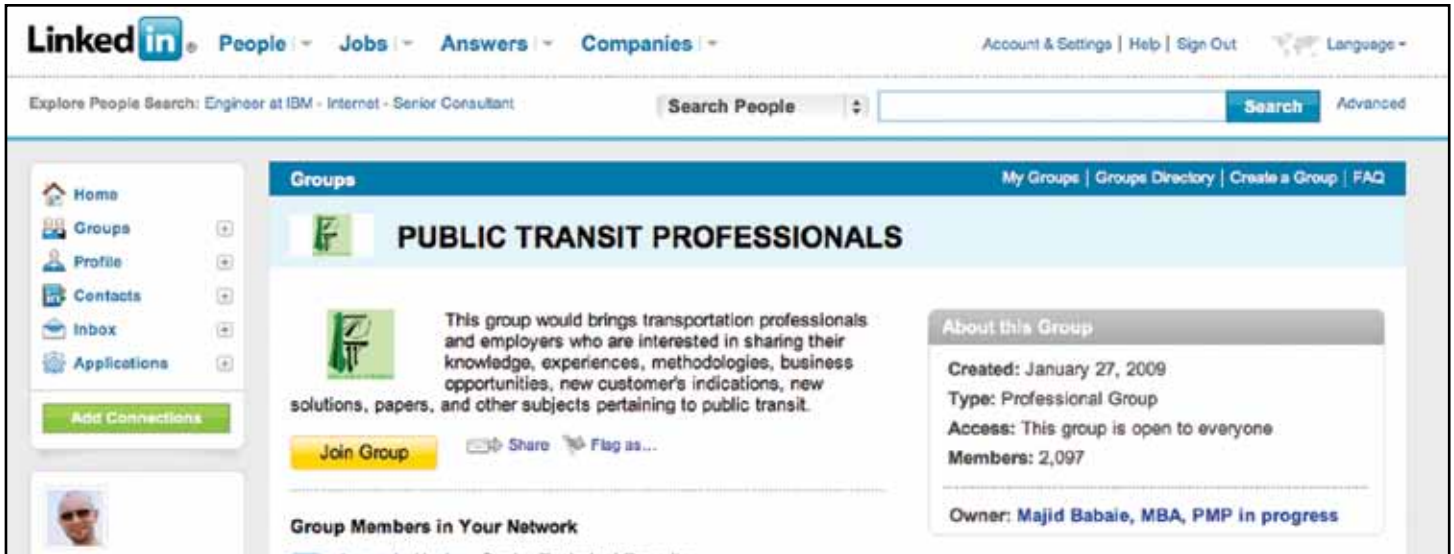 Linked in ® People Jobs Answers Companies Account & Settings | Help | Sign Out Language
Explore People Search: Engineer at IBM - Internet - Senior Consultant Search People Search Advanced
Home
Groups
Profile
Contacts
Inbox
Applications
Add Connections
Groups My Groups | Groups Directory | Create a Group | FAQ
PUBLIC TRANSIT PROFESSIONALS
This group would brings transportation professionals
and employers who are interested in sharing their
knowledge, experiences, methodologies, business
opportunities, new customer's indications, new
solutions, papers, and other subjects pertaining to public transit.
Join Group Share Flag as...
Group Members in Your Network
About this Group
Created: January 27, 2009
Type: Professional Group
Access: This group is open to everyone
Members: 2,097
Owner: Majid Babaie, MBA, PMP in progress